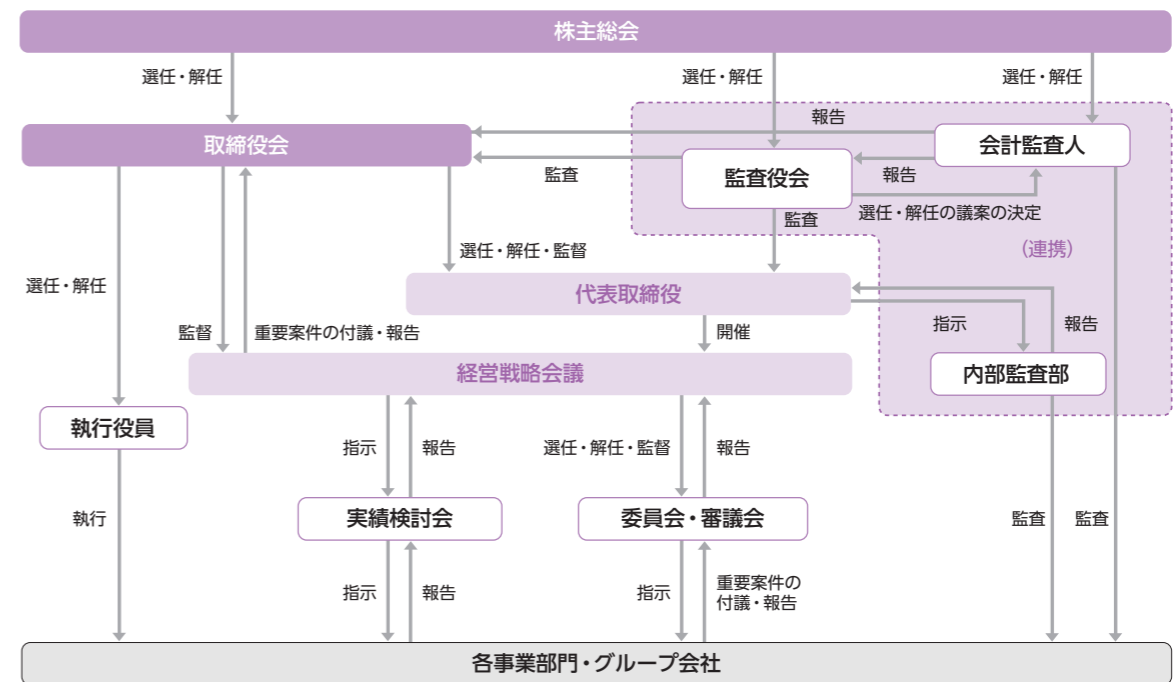 株主総会
選任・解任
選任・解任
選任・解任
報告
取締役会
会計監査人
監査役会
監査
報告
選任・解任の議案の決定
監査
(連携)
選任・解任・監督
選任・解任
代表取締役
監督
重要案件の付議・報告
開催
指示
報告
経営戦略会議
内部監査部
執行役員
指示
報告
選任・解任・監督
報告
執行
実績検討会
委員会・審議会
監査
監査
指示
報告
指示
重要案件の
付議・報告
各事業部門・グループ会社